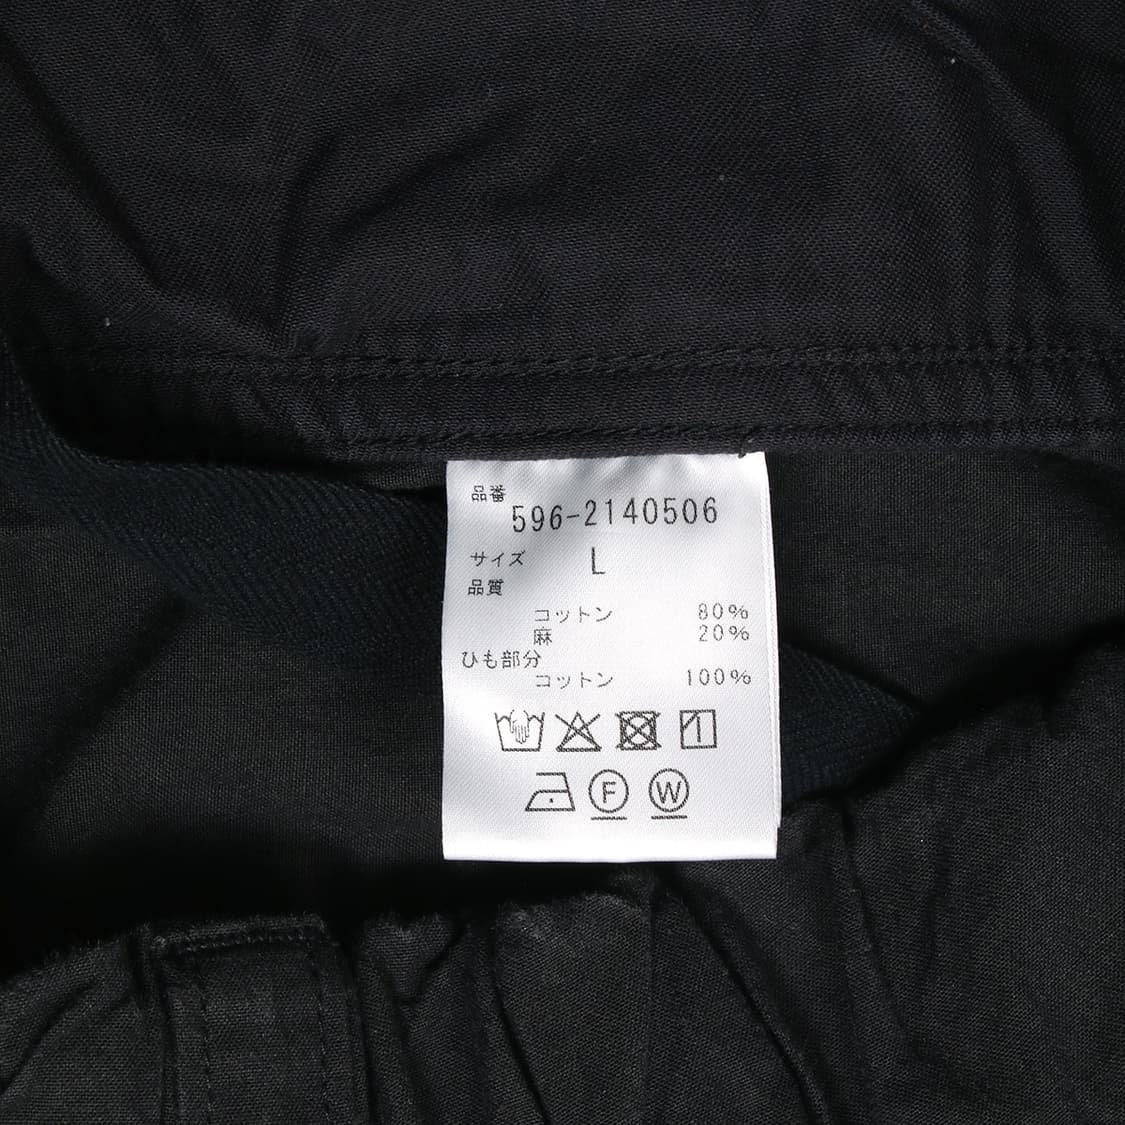 品番
596-2140506
サイズ L
品質
コットン 80%
麻 20%
ひも部分
コットン 100%
F W